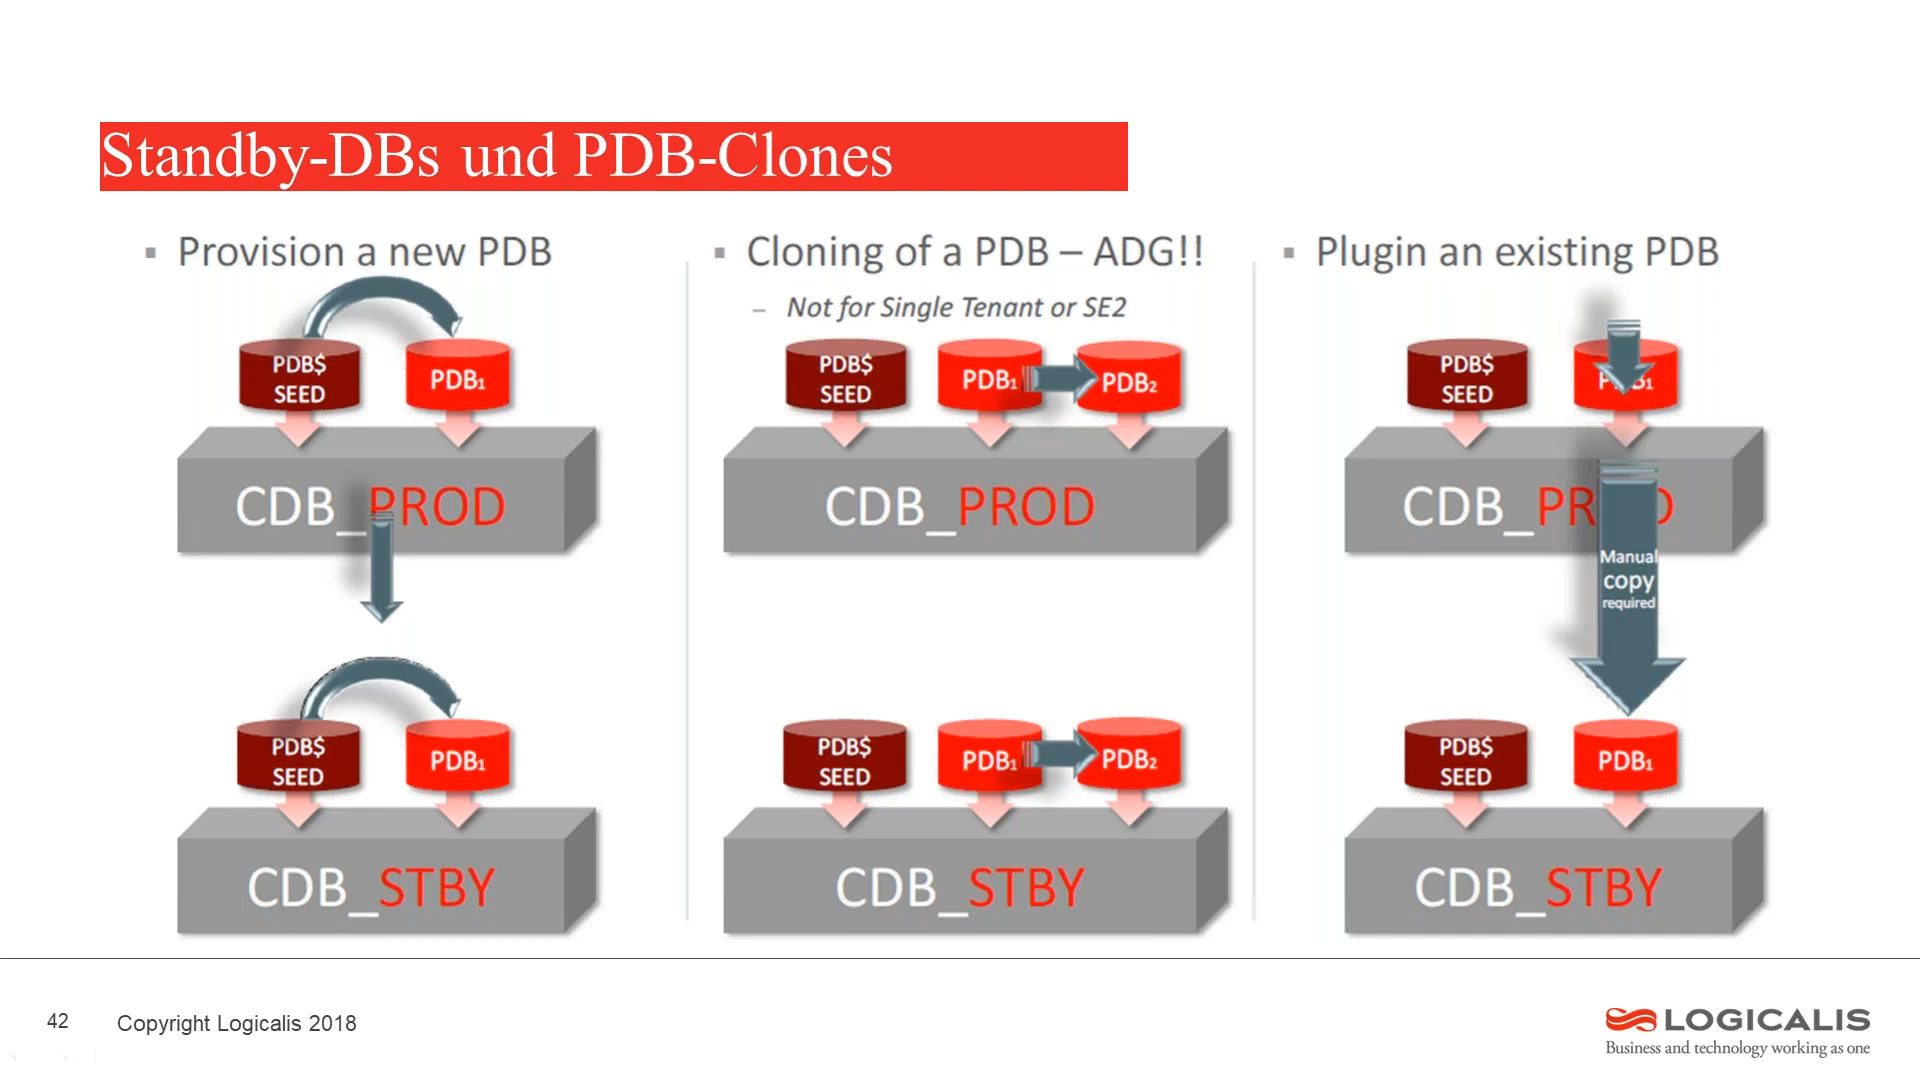 Standby-DBs und PDB-Clones
▪ Provision a new PDB
PDB$
SEED
PDB1
CDB_PROD
PDB$
SEED
PDB1
CDB_STBY
▪ Cloning of a PDB – ADG!!
– Not for Single Tenant or SE2
PDB$
SEED
PDB1
PDB2
CDB_PROD
PDB$
SEED
PDB1
PDB2
CDB_STBY
▪ Plugin an existing PDB
PDB$
SEED
PDB1
CDB_PROD
Manual
copy
required
PDB$
SEED
PDB1
CDB_STBY
42
Copyright Logicalis 2018
LOGICALIS
Business and technology working as one